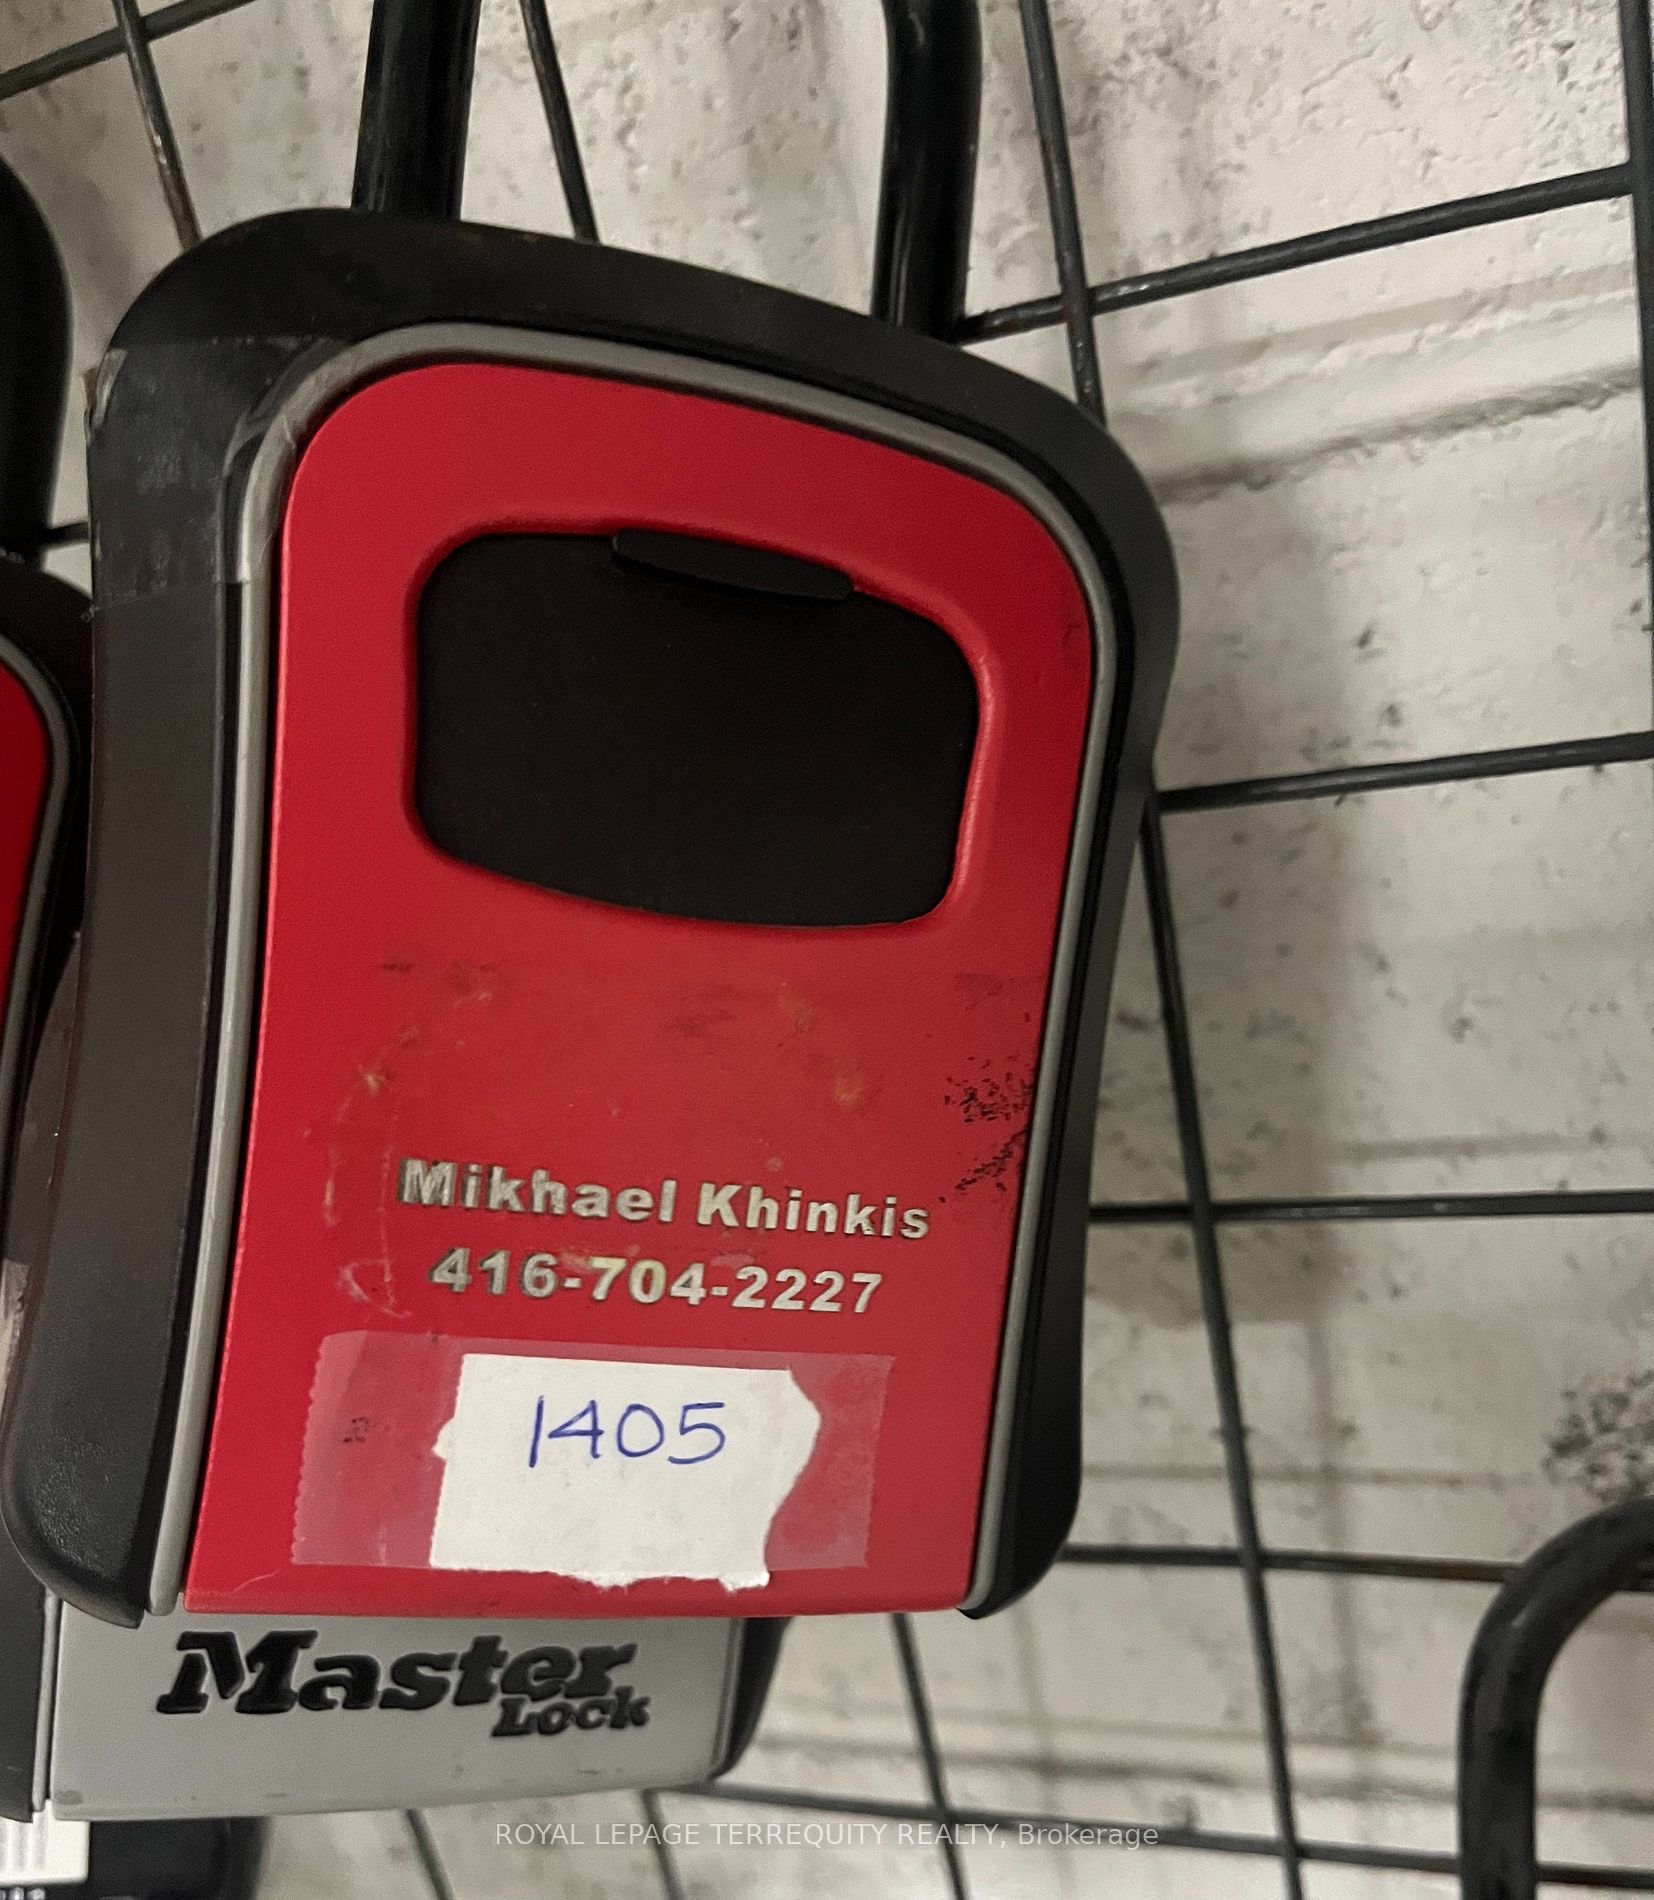 Mikhael Khinkis
416-704-2227
1405
Master
Lock
ROYAL LEPAGE TERREQUITY REALTY, Brokerage